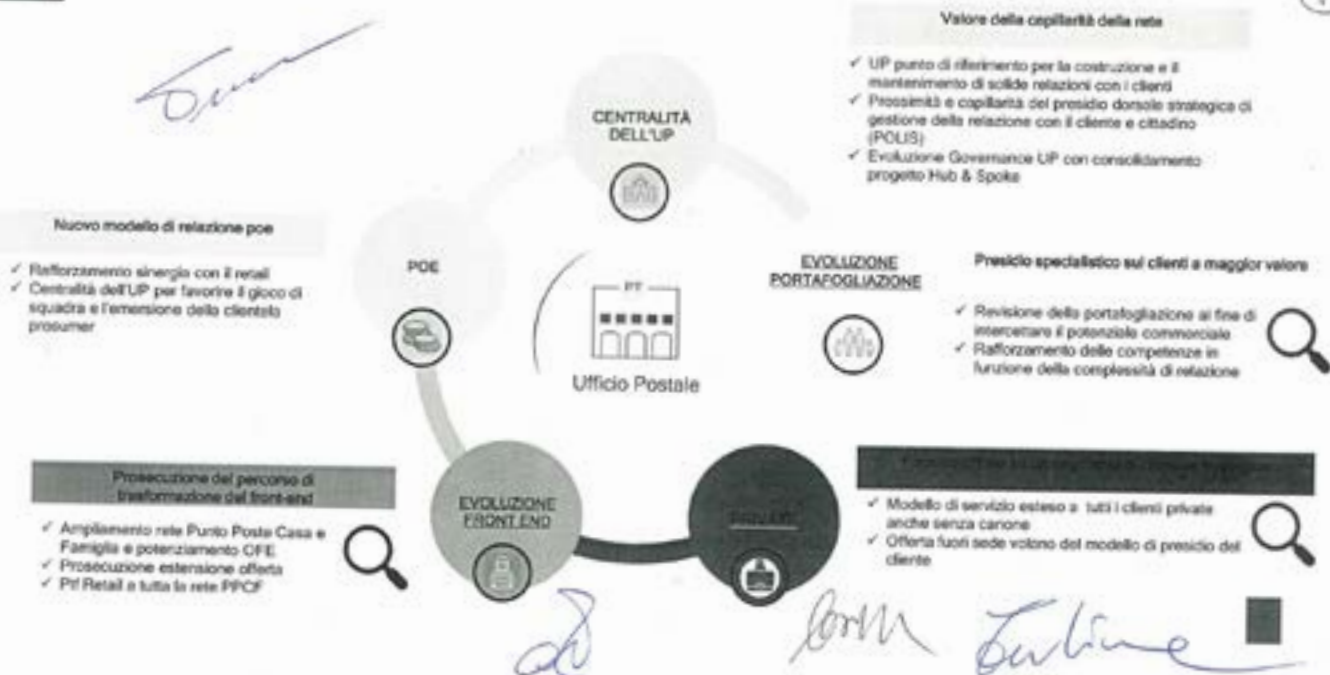 Valore della capillarità della rete
✓ UP punto di riferimento per la costruzione e il
mantenimento di solide relazioni con i clienti
✓ Prossimità e capillarità del presidio dorsale strategica di
gestione della relazione con il cliente e cittadino
(POLIS)
✓ Evoluzione Governance UP con consolidamento
progetto Hub & Spoke
CENTRALITÀ
DELL'UP
Nuovo modello di relazione poe
✓ Rafforzamento sinergia con il retail
✓ Centralità dell'UP per favorire il gioco di
squadra e l'emersione della clientela
prosumer
POE
PT
Ufficio Postale
EVOLUZIONE
PORTAFOGLIAZIONE
Presidio specialistico sui clienti a maggior valore
✓ Revisione della portafogliazione al fine di
intercettare il potenziale commerciale
✓ Rafforzamento delle competenze in
funzione della complessità di relazione
Prosecuzione del percorso di
trasformazione del front-end
✓ Ampliamento rete Punto Poste Casa e
Famiglia e potenziamento OFE
✓ Prosecuzione estensione offerta
✓ Prf Retail a tutta la rete PPCF
EVOLUZIONE
FRONT END
✓ Modello di servizio esteso a tutti i clienti private
anche senza canone
✓ Offerta fuori sede volano del modello di presidio del
cliente